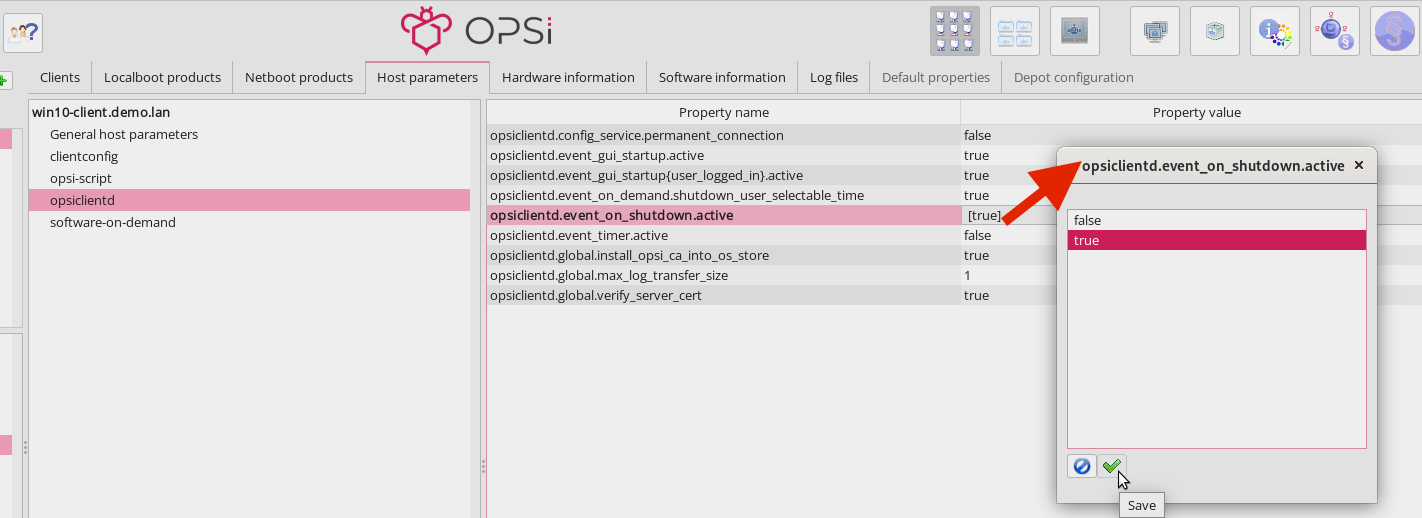 OPSi
Clients Localboot products Netboot products Host parameters Hardware information Software information Log files Default properties Depot configuration
win10-client.demo.lan
General host parameters
clientconfig
opsi-script
opsiclientd
software-on-demand
Property name Property value
opsiclientd.config_service.permanent_connection false
opsiclientd.event_gui_startup.active true
opsiclientd.event_gui_startup{user_logged_in}.active true
opsiclientd.event_on_demand.shutdown_user_selectable_time true
opsiclientd.event_on_shutdown.active [true]
opsiclientd.event_timer.active false
opsiclientd.global.install_opsi_ca_into_os_store true
opsiclientd.global.max_log_transfer_size 1
opsiclientd.global.verify_server_cert true
opsiclientd.event_on_shutdown.active
false
true
Save